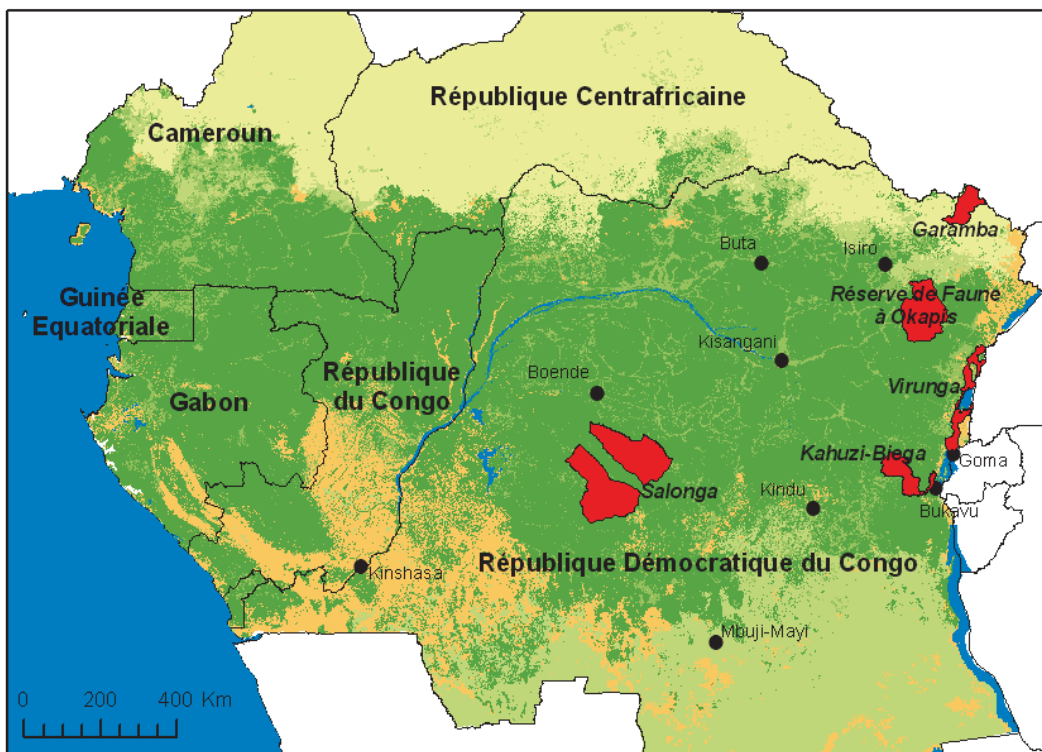 République Centrafricaine
Cameroun
Garamba
Buta
Isiro
Guinée
Equatoriale
Réserve de Faune
à Okapis
Kisangani
République
du Congo
Boende
Virunga
Gabon
Kahuzi-Biega
Goma
Salonga
Kindu
Bukavu
République Démocratique du Congo
Kinshasa
Mbuji-Mayi
0 200 400 Km